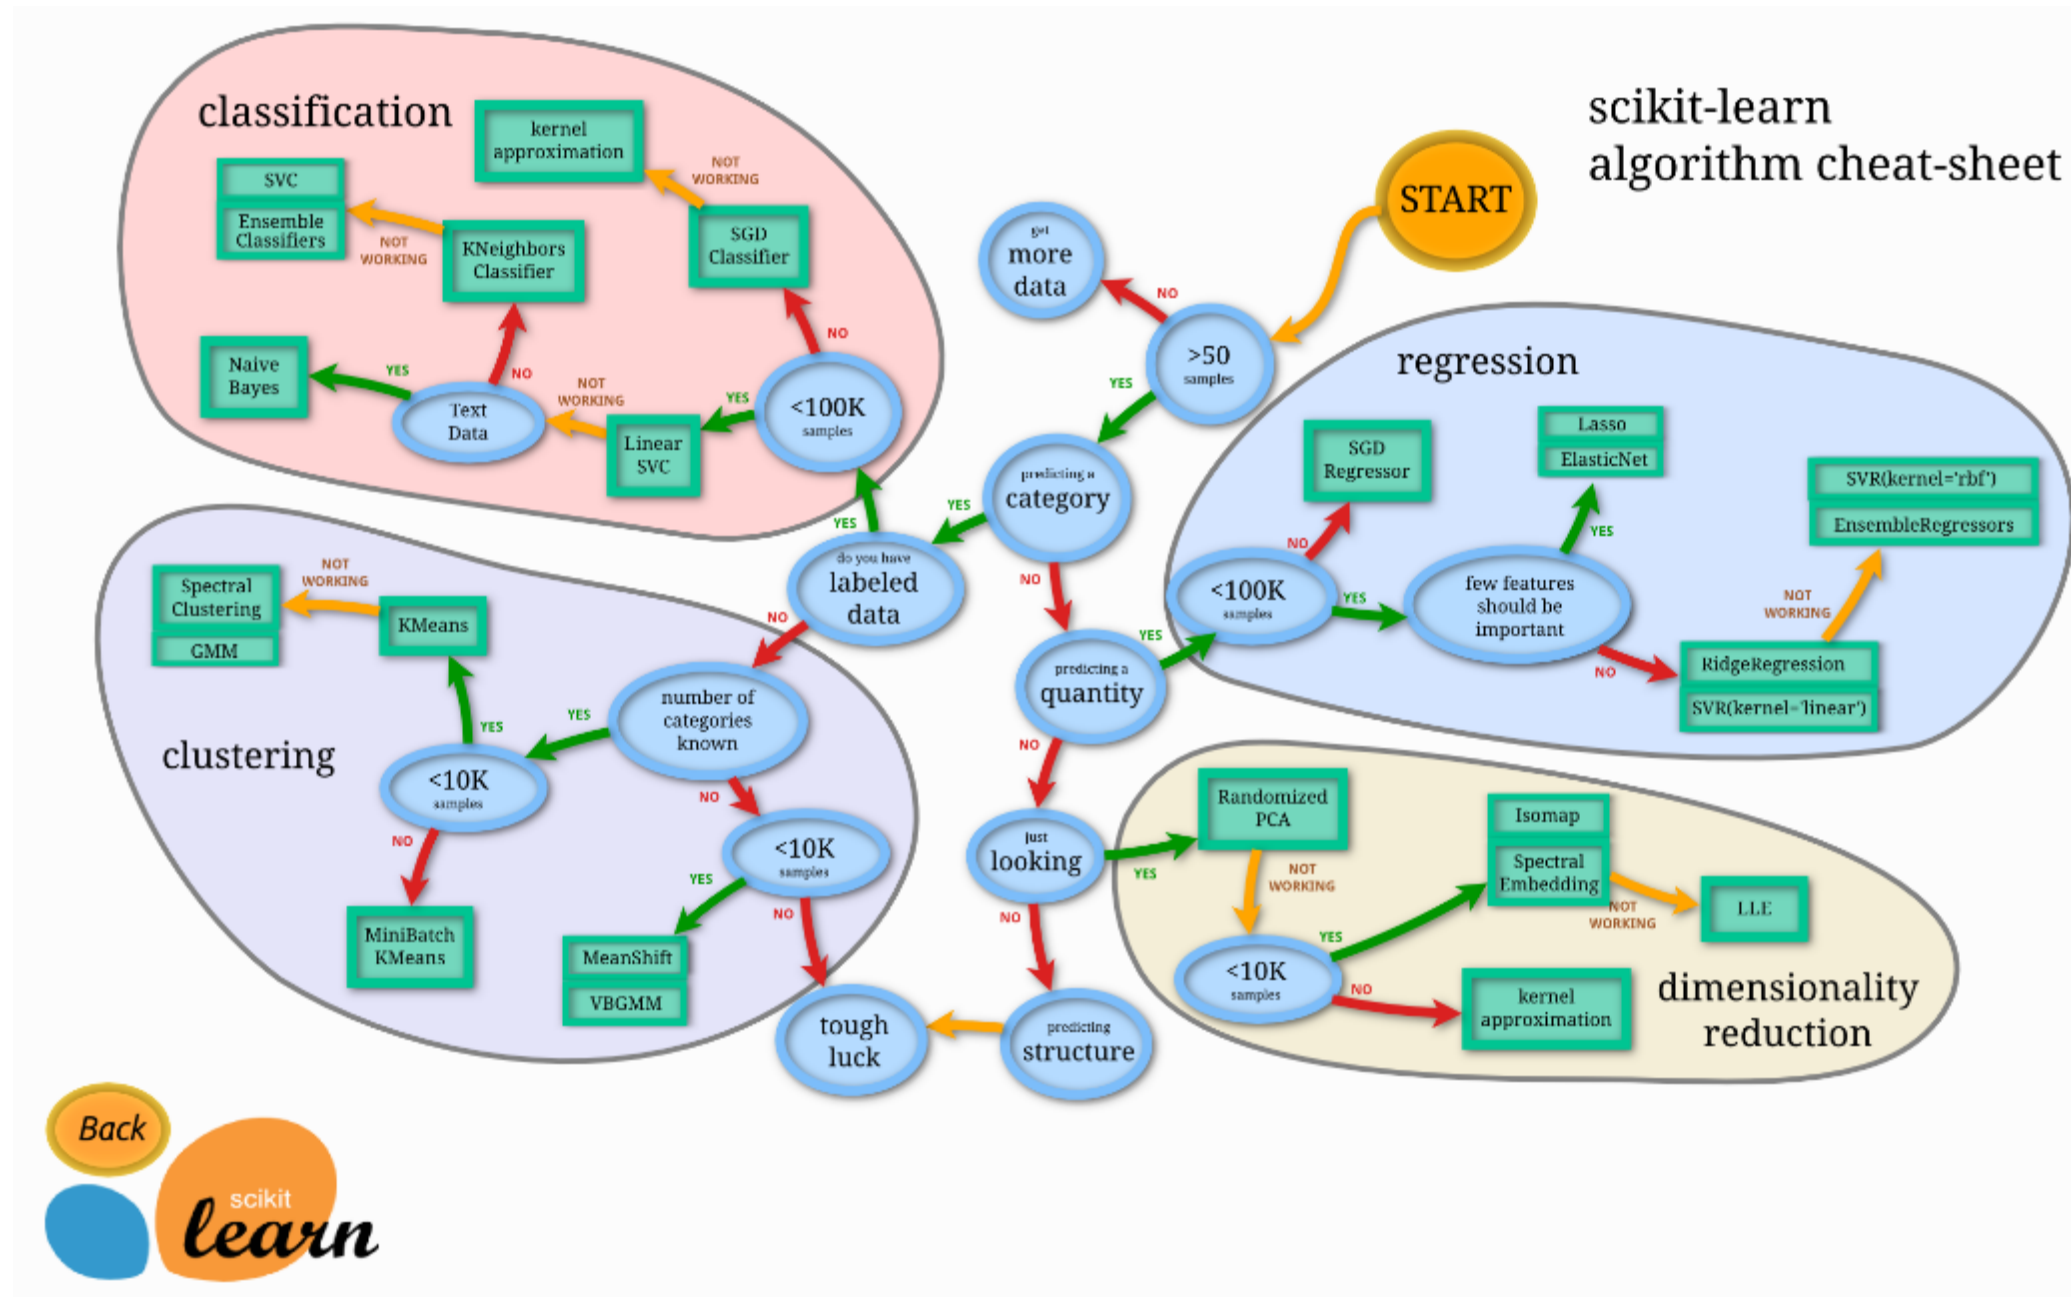 scikit-learn
algorithm cheat-sheet
START
get
more
data
NO
>50
samples
YES
predicting a
category
YES
NO
do you have
labeled
data
YES
NO
predicting a
quantity
YES
NO
just
looking
YES
NO
predicting
structure
tough
luck
classification
kernel
approximation
NOT
WORKING
SGD
Classifier
NO
<100K
samples
YES
Linear
SVC
NOT
WORKING
Text
Data
YES
Naive
Bayes
NO
KNeighbors
Classifier
NOT
WORKING
SVC
Ensemble
Classifiers
regression
SGD
Regressor
NO
<100K
samples
YES
few features
should be
important
YES
Lasso
ElasticNet
NO
RidgeRegression
SVR(kernel='linear')
NOT
WORKING
SVR(kernel='rbf')
EnsembleRegressors
clustering
number of
categories
known
YES
NO
<10K
samples
YES
KMeans
NOT
WORKING
Spectral
Clustering
GMM
NO
MiniBatch
KMeans
<10K
samples
YES
MeanShift
VBGMM
NO
dimensionality
reduction
Randomized
PCA
NOT
WORKING
<10K
samples
YES
Isomap
Spectral
Embedding
NOT
WORKING
LLE
NO
kernel
approximation
Back
scikit
learn